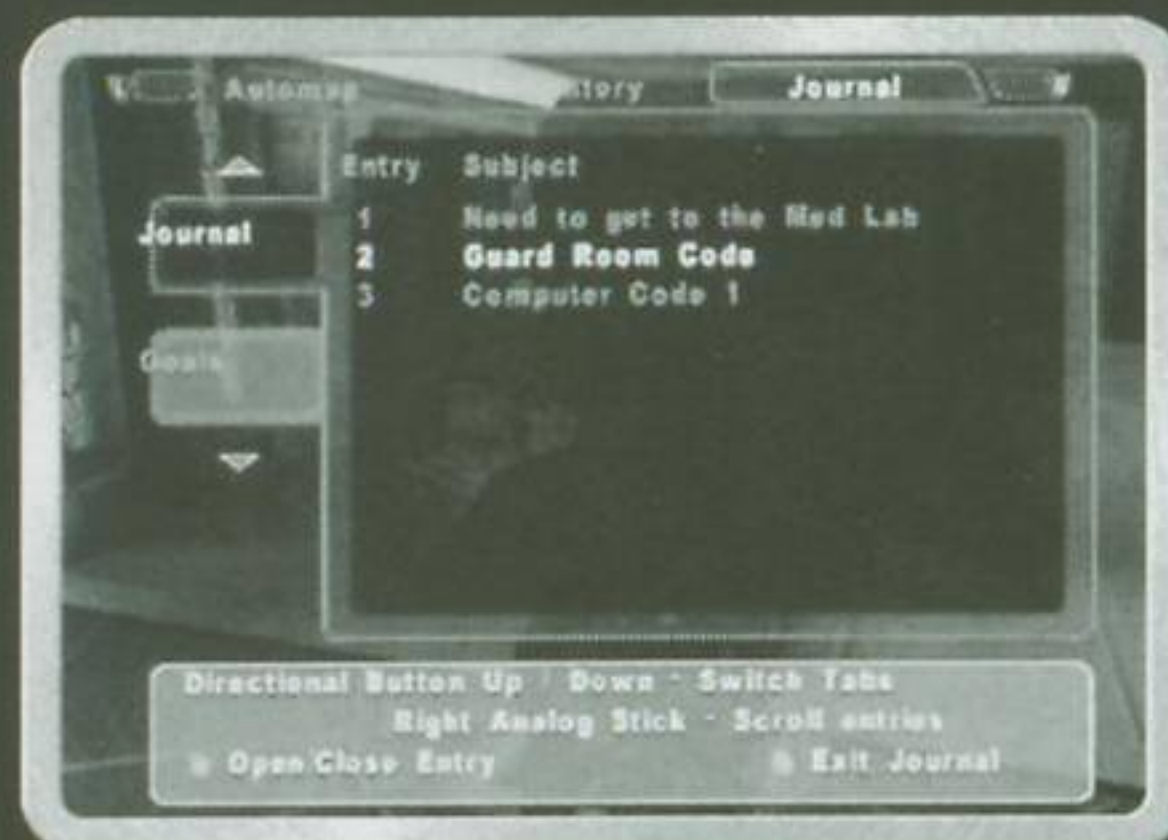 Automap Journal
Entry Subject
Journal
1 Need to get to the Med Lab
2 Guard Room Code
3 Computer Code 1
Goals
Directional Button Up / Down - Switch Tabs
Right Analog Stick - Scroll entries
Open/Close Entry Exit Journal